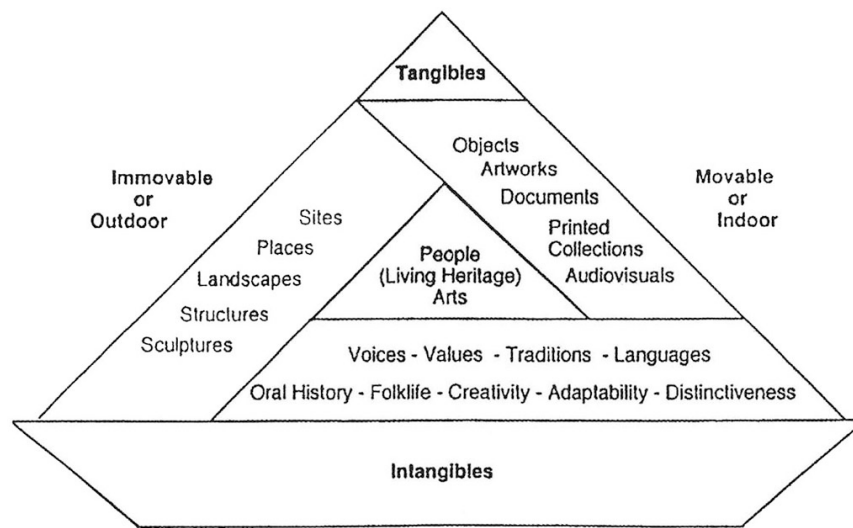 Tangibles
Immovable
or
Outdoor
Sites
Places
Landscapes
Structures
Sculptures
Objects
Artworks
Documents
Printed
Collections
Audiovisuals
Movable
or
Indoor
People
(Living Heritage)
Arts
Voices - Values - Traditions - Languages
Oral History - Folklife - Creativity - Adaptability - Distinctiveness
Intangibles